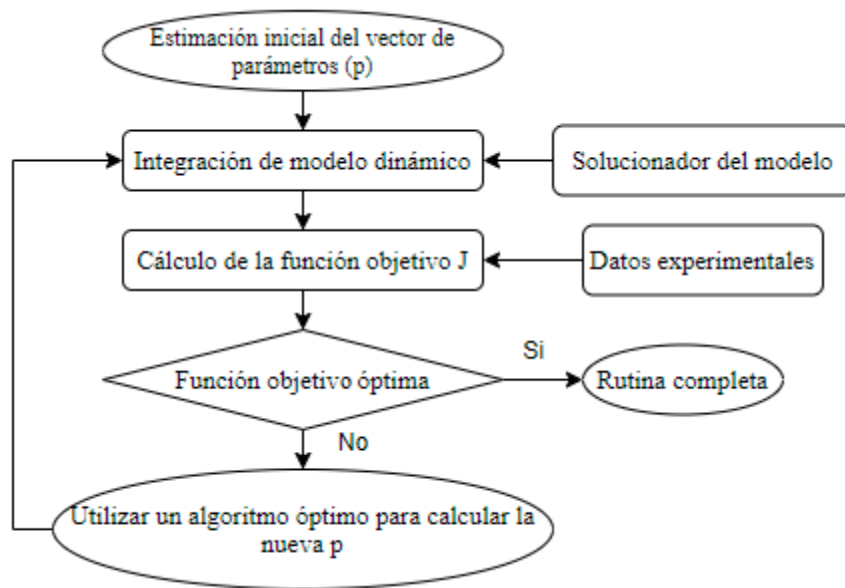 Estimación inicial del vector de
parámetros (p)
Integración de modelo dinámico
Solucionador del modelo
Cálculo de la función objetivo J
Datos experimentales
Función objetivo óptima
Si
Rutina completa
No
Utilizar un algoritmo óptimo para calcular la
nueva p